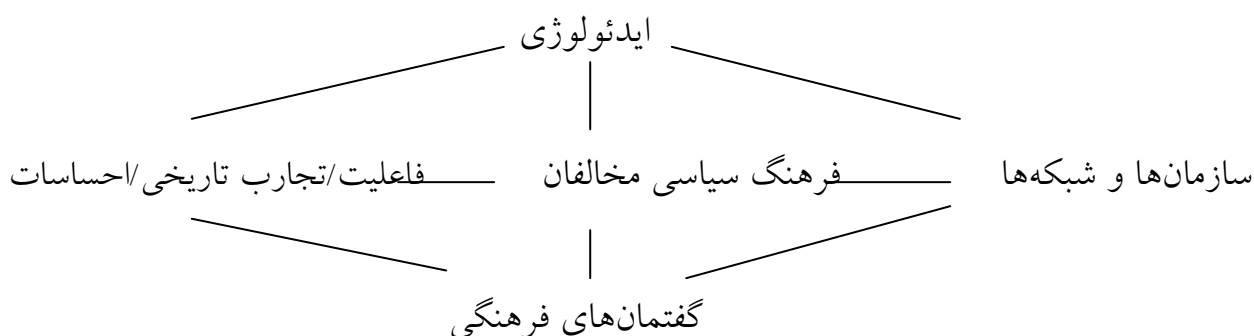 ایدئولوژی
سازمان‌ها و شبکه‌ها فرهنگ سیاسی مخالفان فاعلیت/تجارب تاریخی/احساسات
گفتمان‌های فرهنگی